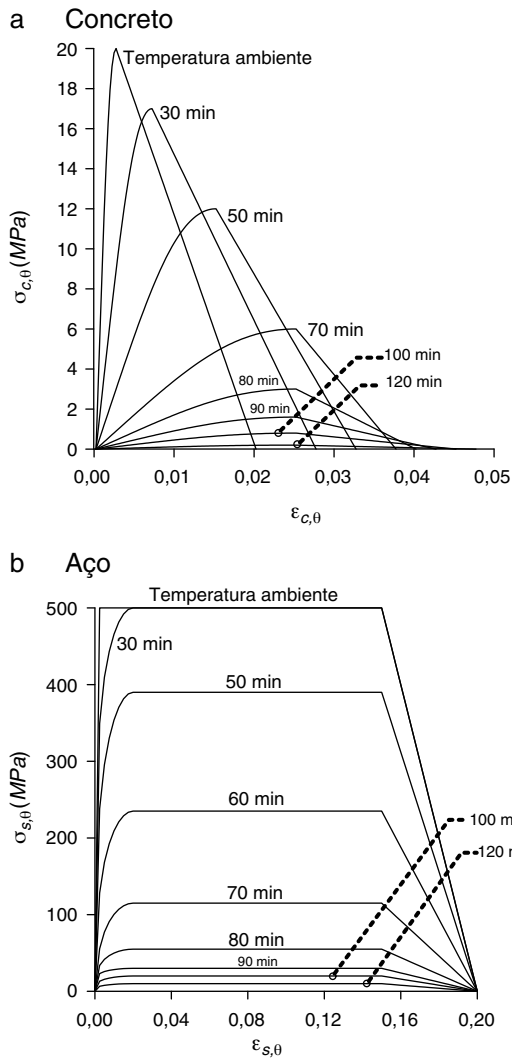 a Concreto
20
18
16
14
12
10
8
6
4
2
0
σc,θ(MPa)
Temperatura ambiente
30 min
50 min
70 min
100 min
120 min
80 min
90 min
0,00
0,01
0,02
0,03
0,04
0,05
εc,θ
b Aço
Temperatura ambiente
500
400
300
200
100
0
σs,θ(MPa)
30 min
50 min
60 min
100 m
120 r
70 min
80 min
90 min
0,00
0,04
0,08
0,12
0,16
0,20
εs,θ